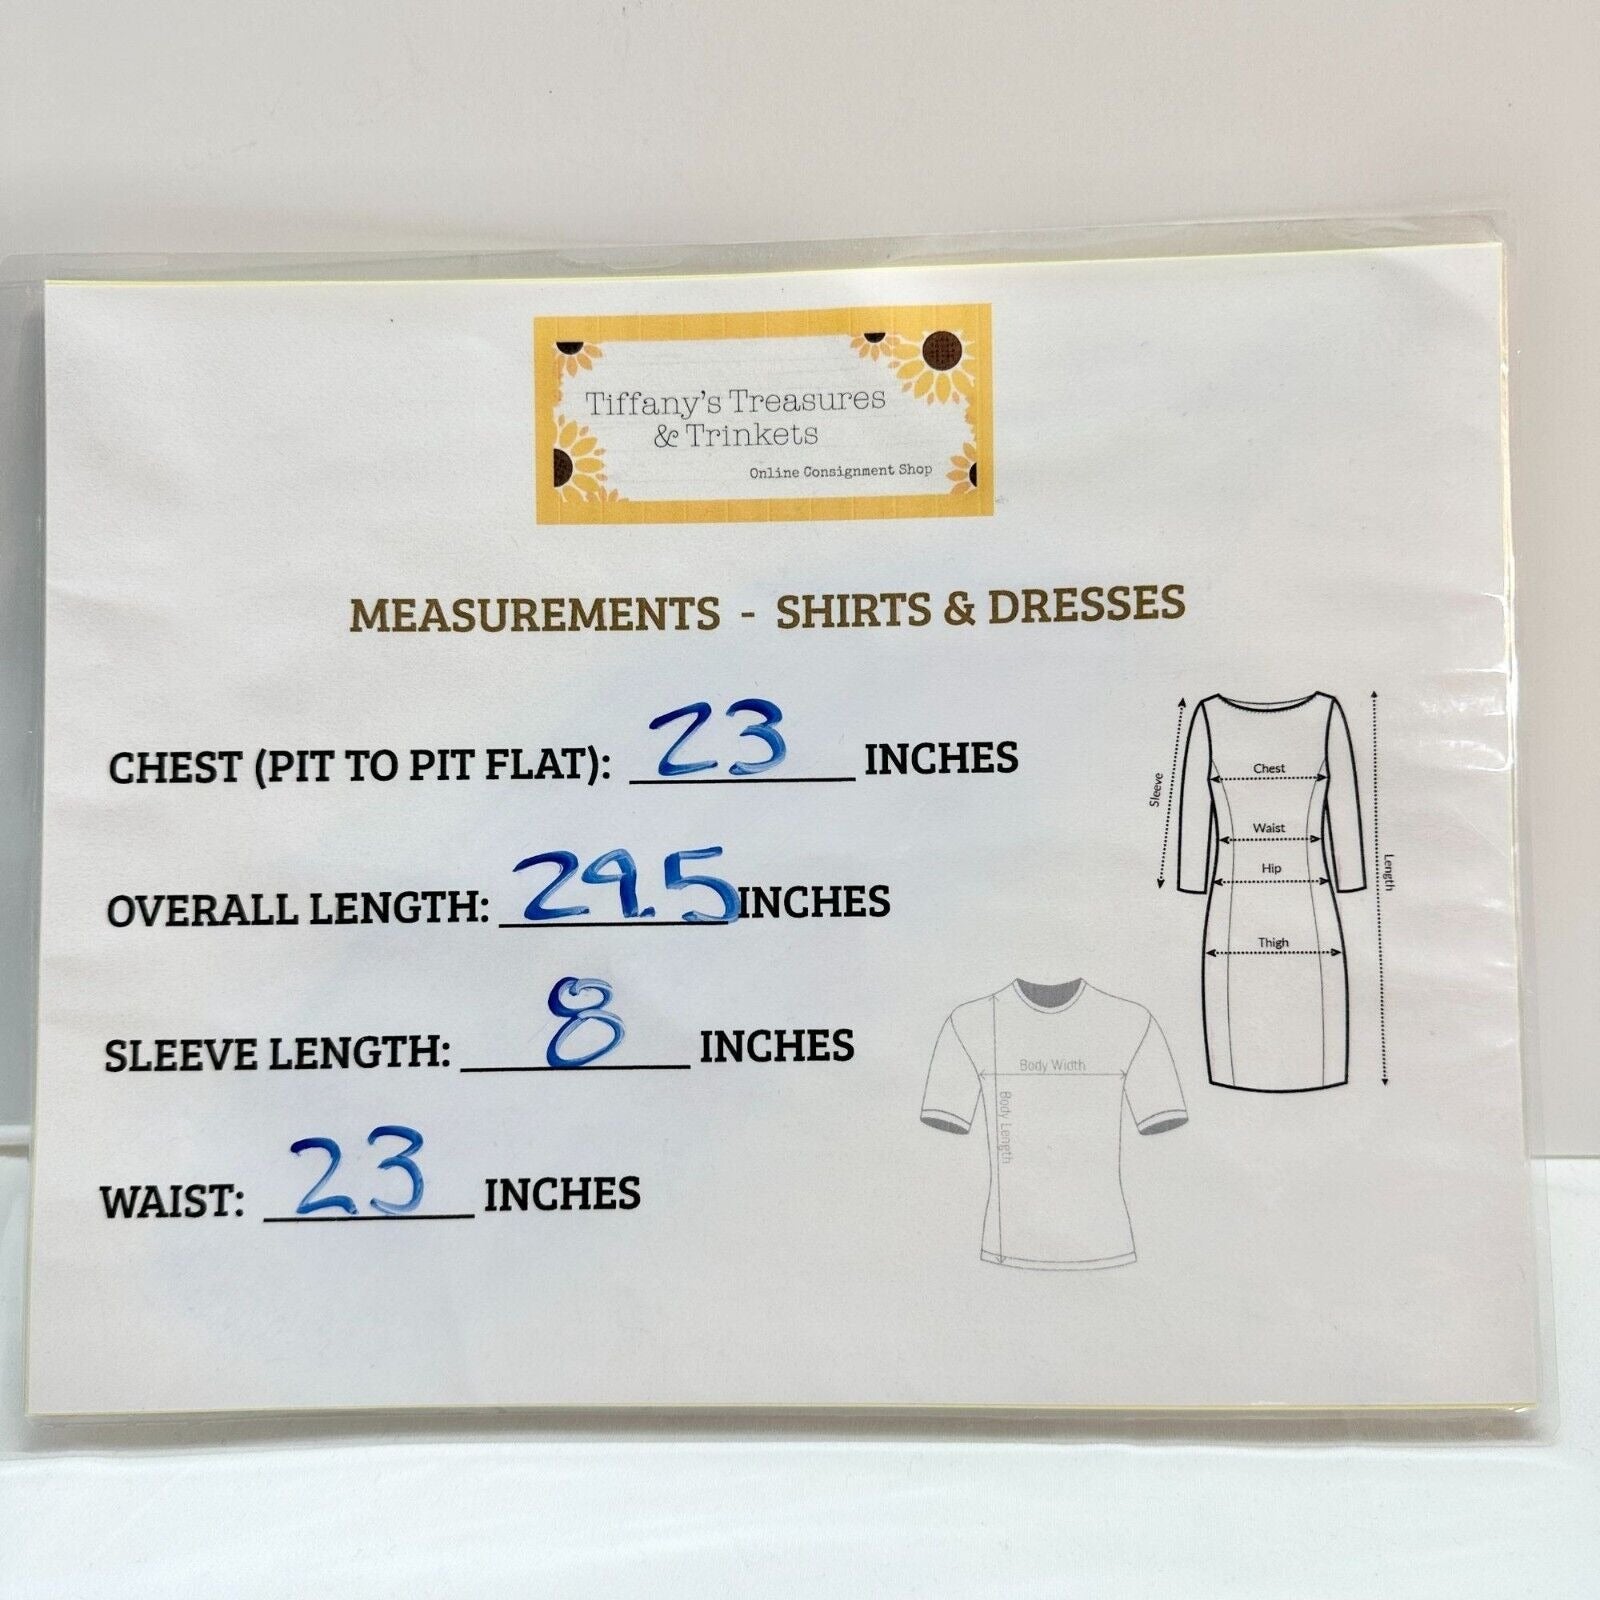 Tiffany's Treasures
& Trinkets
Online Consignment Shop
MEASUREMENTS - SHIRTS & DRESSES
CHEST (PIT TO PIT FLAT): 23 INCHES
OVERALL LENGTH: 29.5 INCHES
SLEEVE LENGTH: 8 INCHES
WAIST: 23 INCHES
Sleeve
Chest
Waist
Hip
Thigh
Length
Body Width
Body Length